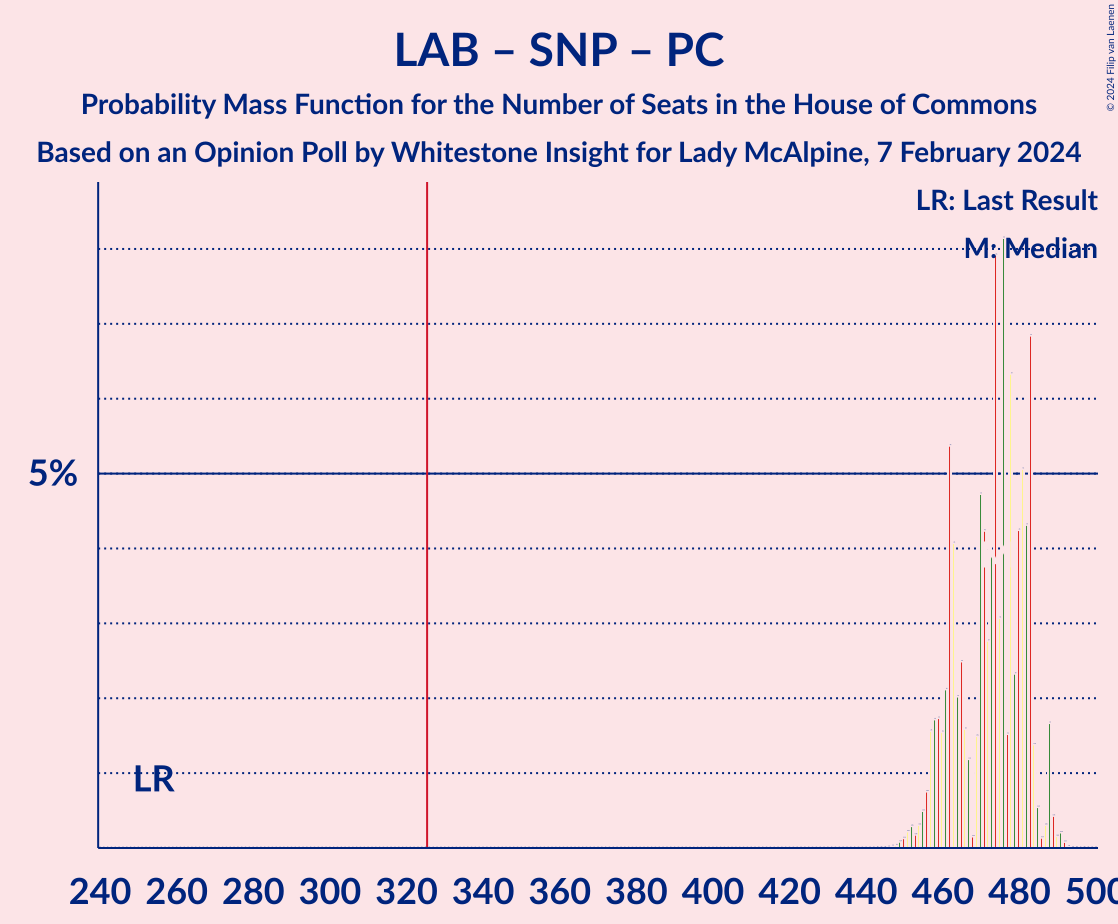 LAB – SNP – PC
Probability Mass Function for the Number of Seats in the House of Commons
Based on an Opinion Poll by Whitestone Insight for Lady McAlpine, 7 February 2024
© 2024 Filip van Laenen
LR: Last Result
M: Median
5%
LR
240 260 280 300 320 340 360 380 400 420 440 460 480 500